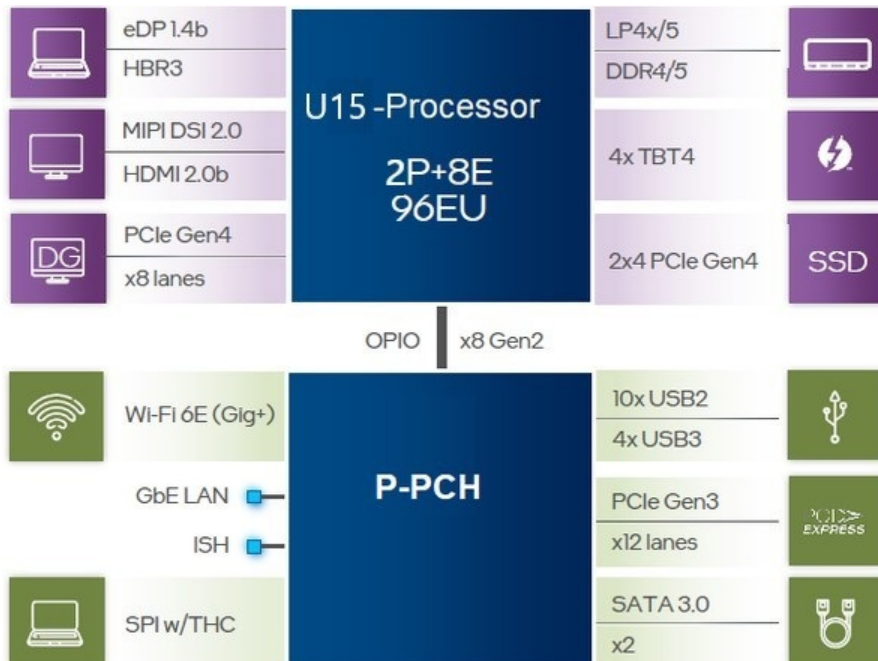 eDP 1.4b
HBR3
MIPI DSI 2.0
HDMI 2.0b
DG
PCIe Gen4
x8 lanes
U15 -Processor
2P+8E
96EU
LP4x/5
DDR4/5
4x TBT4
2x4 PCIe Gen4
SSD
OPIO
x8 Gen2
Wi-Fi 6E (Gig+)
GbE LAN
ISH
SPI w/THC
P-PCH
10x USB2
4x USB3
PCIe Gen3
x12 lanes
PCI
EXPRESS
SATA 3.0
x2